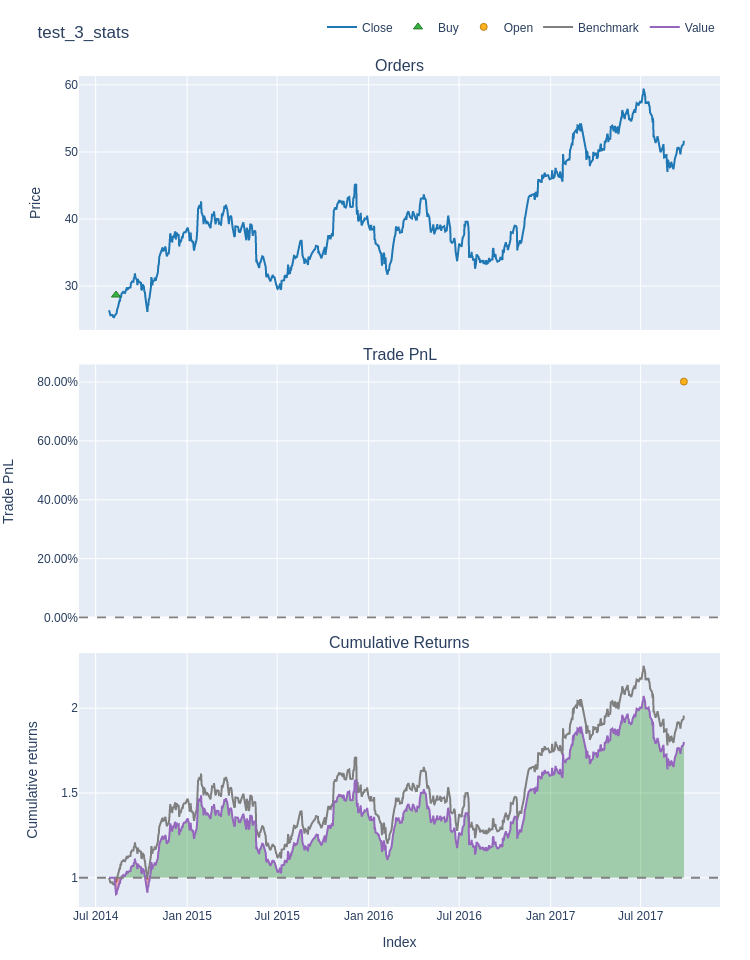 test_3_stats
Close Buy Open Benchmark Value
Orders
60
50
40
30
Price
Trade PnL
80.00%
60.00%
40.00%
20.00%
0.00%
Trade PnL
Cumulative Returns
2
1.5
1
Cumulative returns
Jul 2014 Jan 2015 Jul 2015 Jan 2016 Jul 2016 Jan 2017 Jul 2017
Index